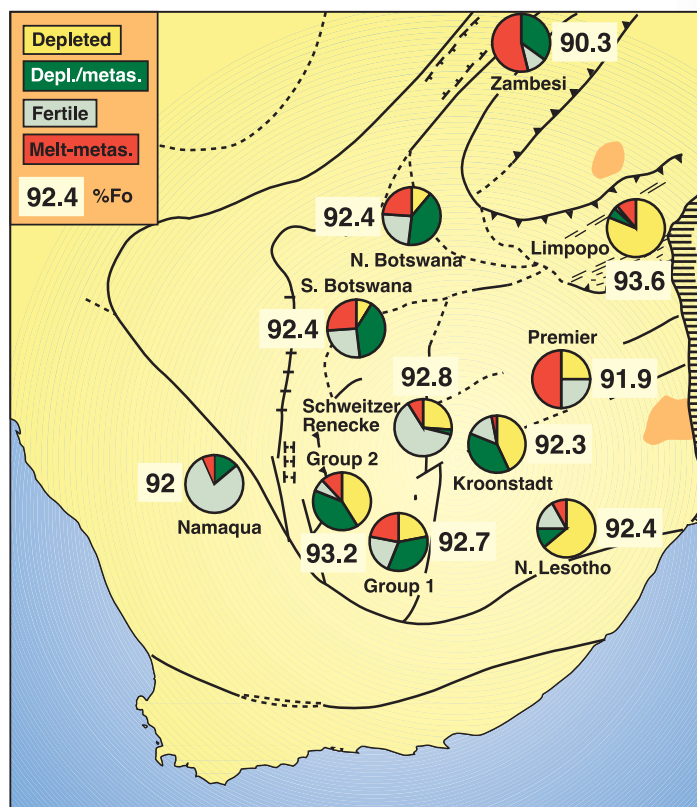 Depleted
Depl./metas.
Fertile
Melt-metas.
92.4 %Fo
90.3
Zambesi
92.4
N. Botswana
Limpopo
93.6
S. Botswana
92.4
Premier
91.9
92.8
Schweitzer
Renecke
92.3
Kroonstadt
Group 2
93.2
92
Namaqua
92.7
Group 1
92.4
N. Lesotho